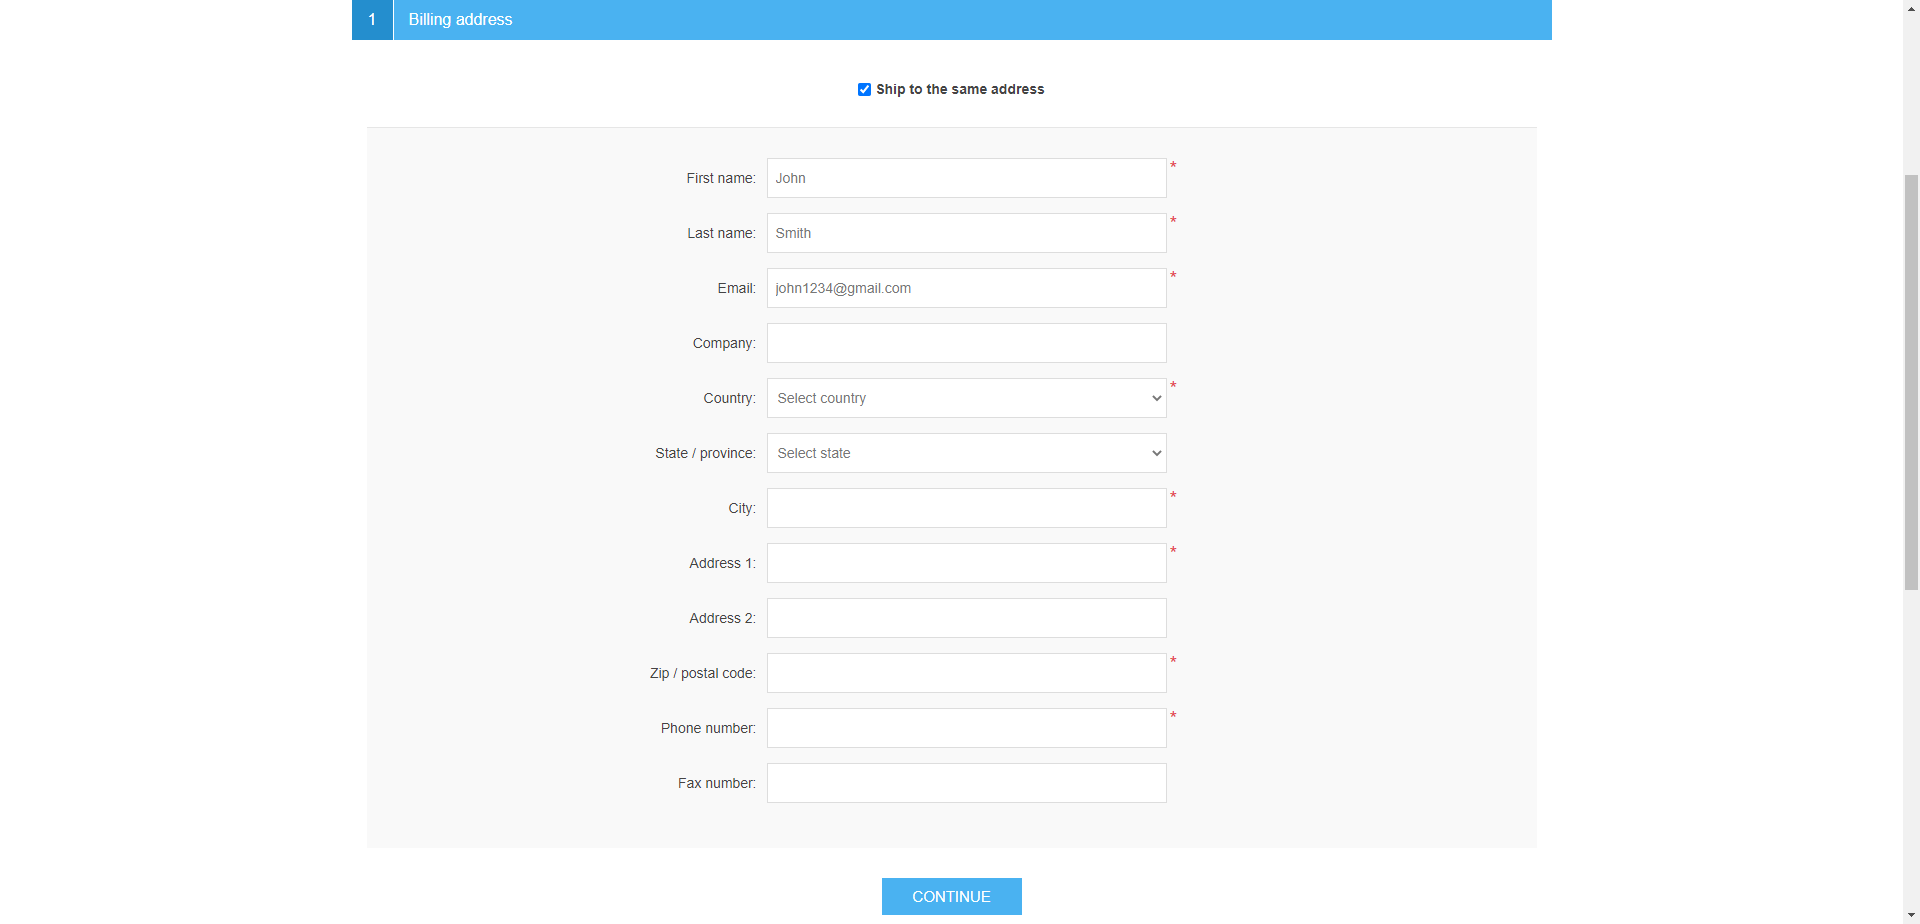 1 Billing address
Ship to the same address
First name: John *
Last name: Smith *
Email: john1234@gmail.com *
Company:
Country: Select country *
State / province: Select state
City: *
Address 1: *
Address 2:
Zip / postal code: *
Phone number: *
Fax number:
CONTINUE